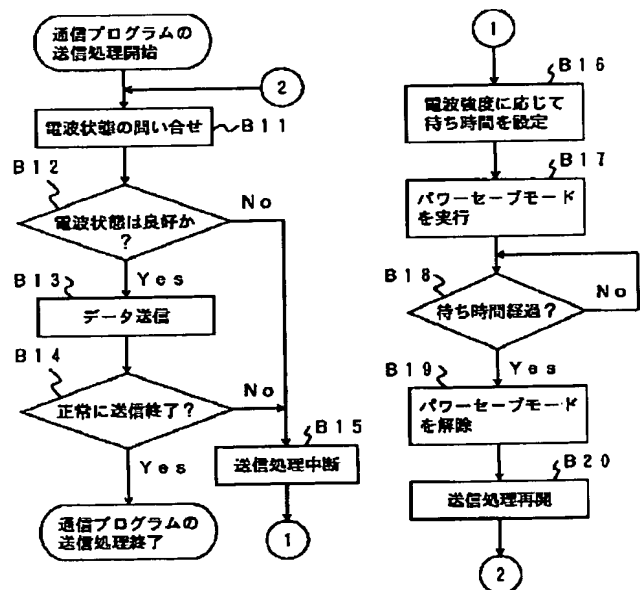 通信プログラムの
送信処理開始
2
電波状態の問い合せ
B11
B12
電波状態は良好か
?
No
Yes
B13
データ送信
B14
正常に送信終了?
No
Yes
B15
送信処理中断
通信プログラムの
送信処理終了
1
1
B16
電波強度に応じて
待ち時間を設定
B17
パワーセーブモード
を実行
B18
待ち時間経過?
No
Yes
B19
パワーセーブモード
を解除
B20
送信処理再開
2